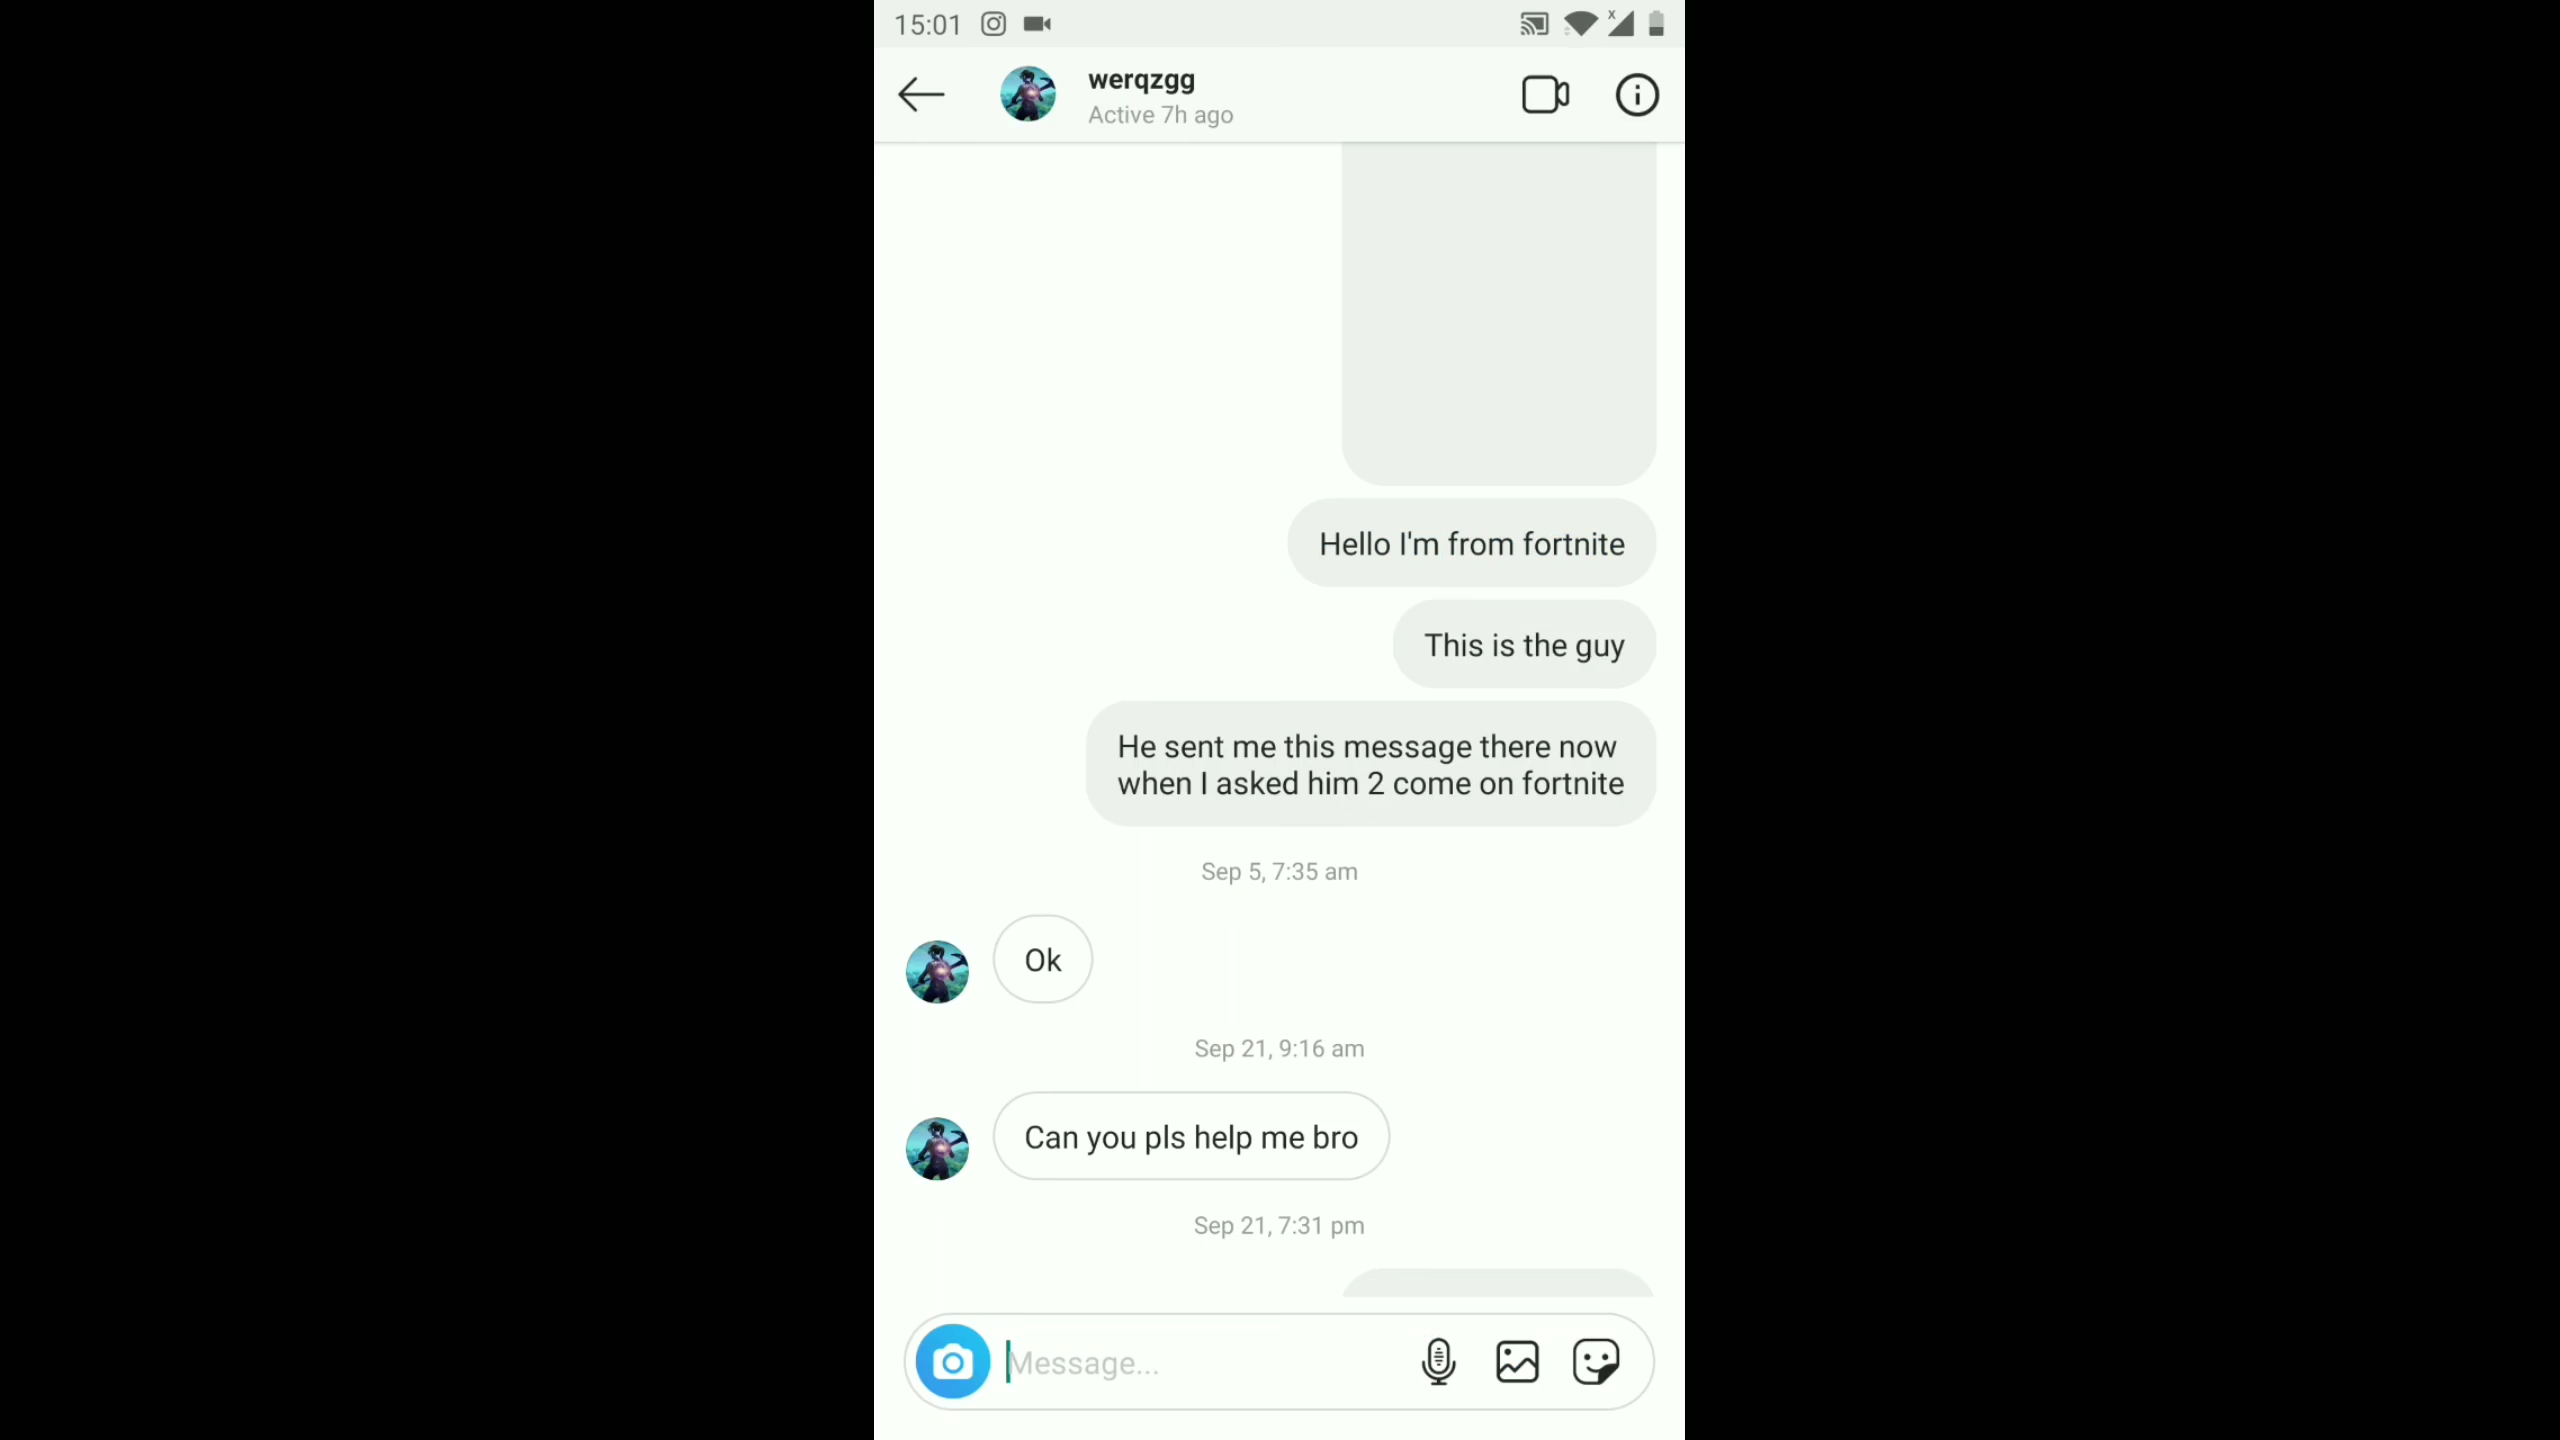 15:01
werqzgg
Active 7h ago
Hello I'm from fortnite
This is the guy
He sent me this message there now
when I asked him 2 come on fortnite
Sep 5, 7:35 am
Ok
Sep 21, 9:16 am
Can you pls help me bro
Sep 21, 7:31 pm
Message...